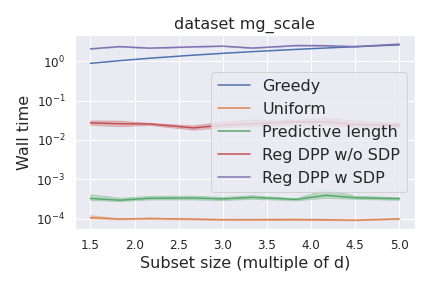 dataset mg_scale
Wall time
10⁰
10⁻¹
10⁻²
10⁻³
10⁻⁴
Greedy
Uniform
Predictive length
Reg DPP w/o SDP
Reg DPP w SDP
1.5 2.0 2.5 3.0 3.5 4.0 4.5 5.0
Subset size (multiple of d)